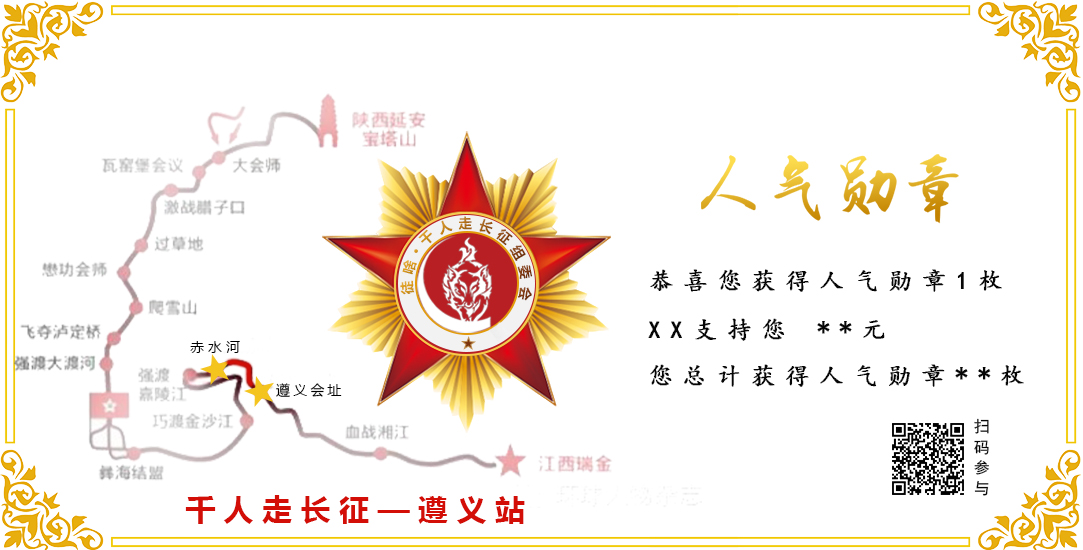 陕西延安
宝塔山
瓦窑堡会议
大会师
激战腊子口
过草地
懋功会师
爬雪山
飞夺泸定桥
强渡大渡河
赤水河
强渡
嘉陵江
遵义会址
巧渡金沙江
血战湘江
彝海结盟
江西瑞金
千人走长征—遵义站
徒啥·千人走长征组委会
人气勋章
恭喜您获得人气勋章1枚
XX支持您 **元
您总计获得人气勋章**枚
扫码参与